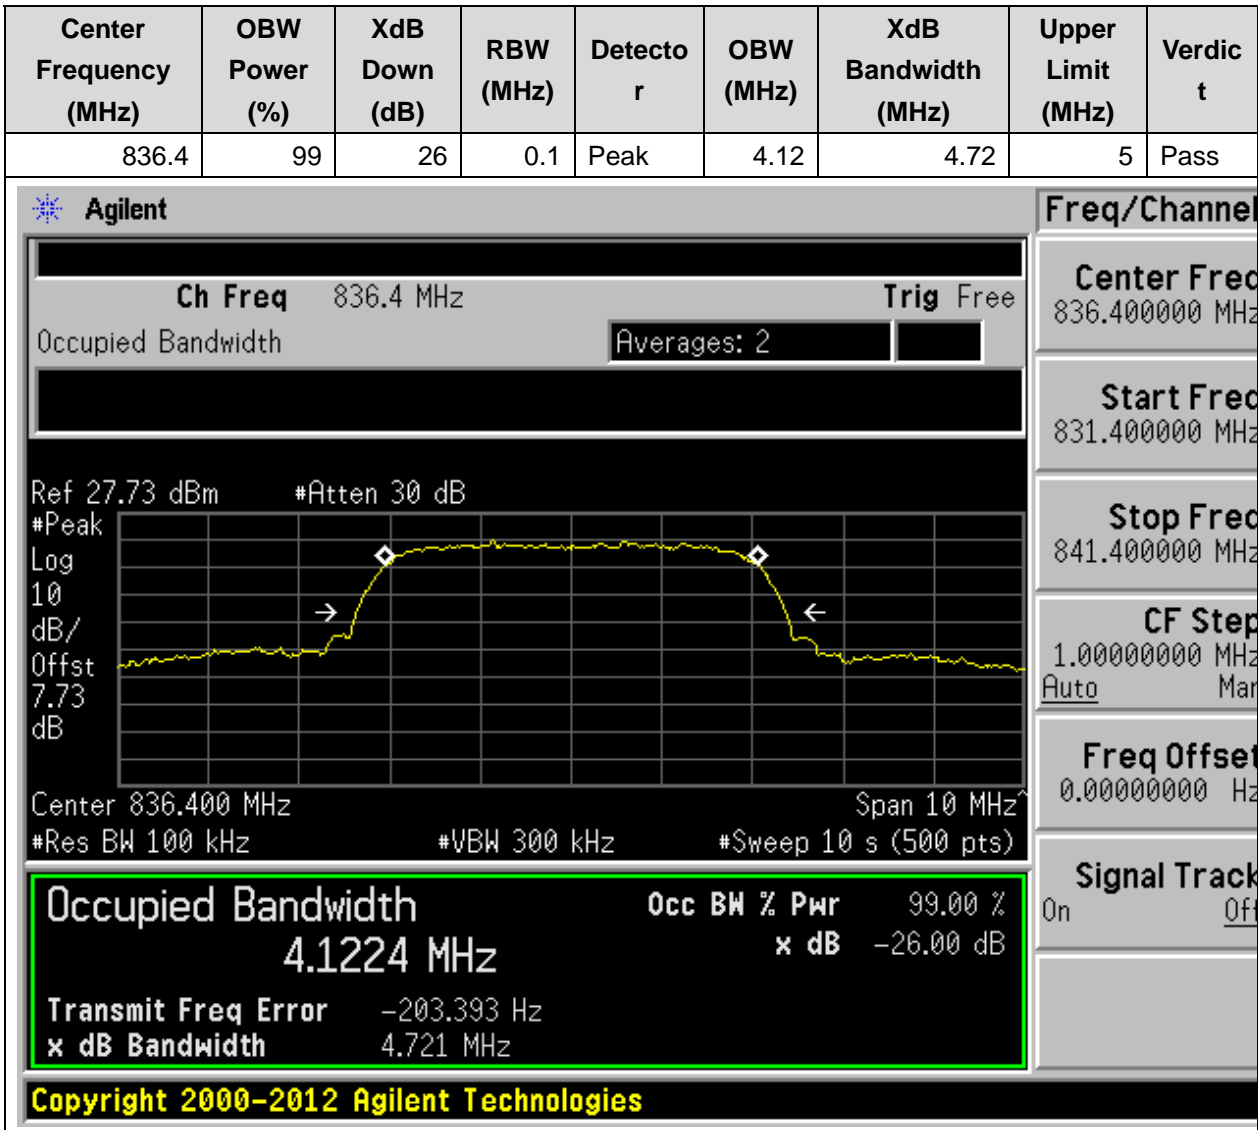 Center Frequency (MHz) OBW Power (%) XdB Down (dB) RBW (MHz) Detector OBW (MHz) XdB Bandwidth (MHz) Upper Limit (MHz) Verdict
836.4 99 26 0.1 Peak 4.12 4.72 5 Pass
Agilent
Ch Freq 836.4 MHz Trig Free
Occupied Bandwidth Averages: 2
Ref 27.73 dBm #Atten 30 dB
#Peak
Log
10
dB/
Offst
7.73
dB
Center 836.400 MHz Span 10 MHz^
#Res BW 100 kHz #VBW 300 kHz #Sweep 10 s (500 pts)
Occupied Bandwidth Occ BW % Pwr 99.00 %
4.1224 MHz x dB -26.00 dB
Transmit Freq Error -203.393 Hz
x dB Bandwidth 4.721 MHz
Copyright 2000-2012 Agilent Technologies
Freq/Channel
Center Freq
836.400000 MHz
Start Freq
831.400000 MHz
Stop Freq
841.400000 MHz
CF Step
1.00000000 MHz
Auto Man
Freq Offset
0.00000000 Hz
Signal Track
On Off